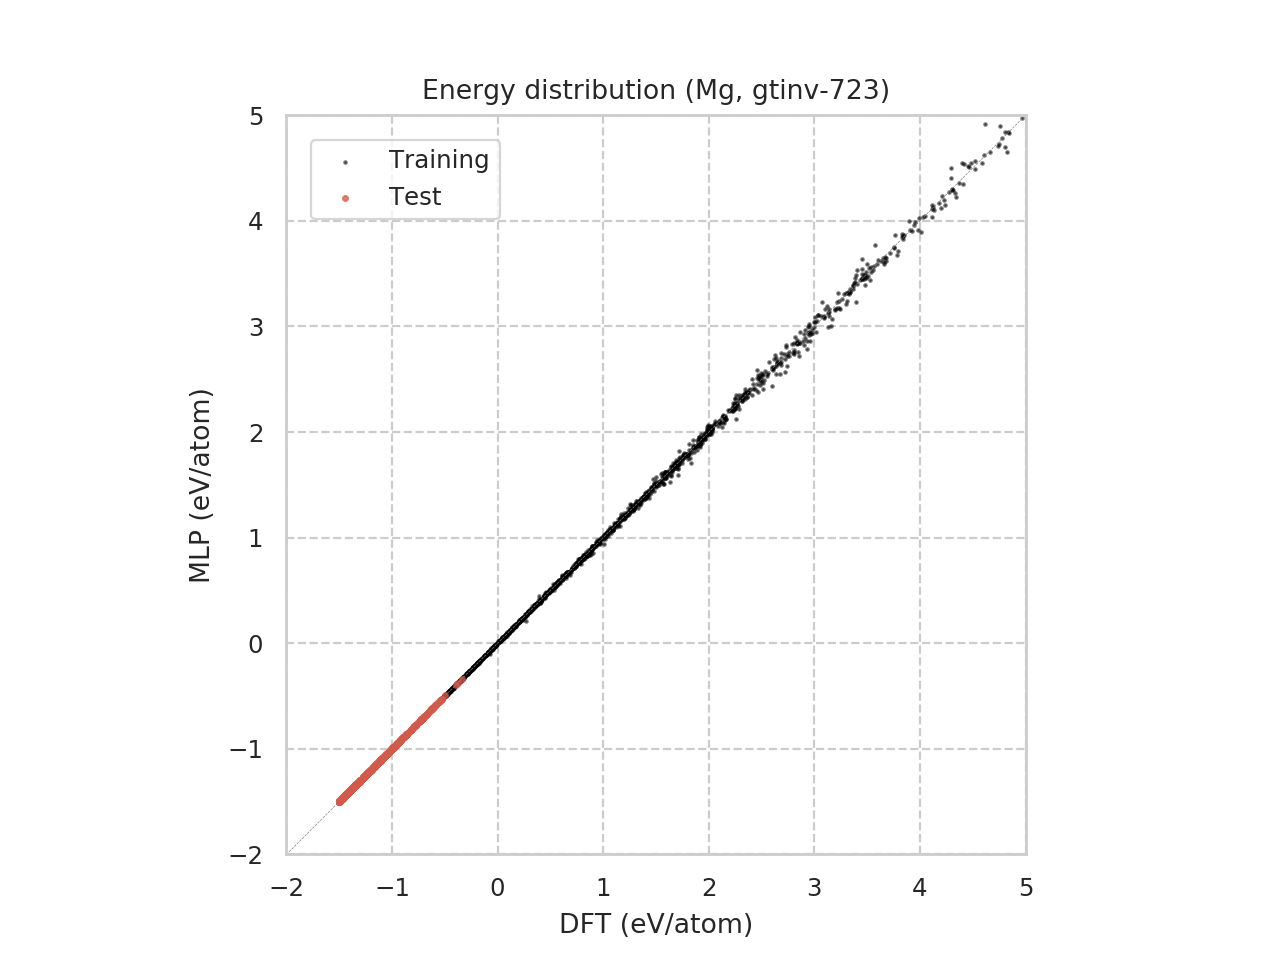 Energy distribution (Mg, gtinv-723)
Training
Test
5
4
3
2
1
0
−1
−2
MLP (eV/atom)
−2 −1 0 1 2 3 4 5
DFT (eV/atom)